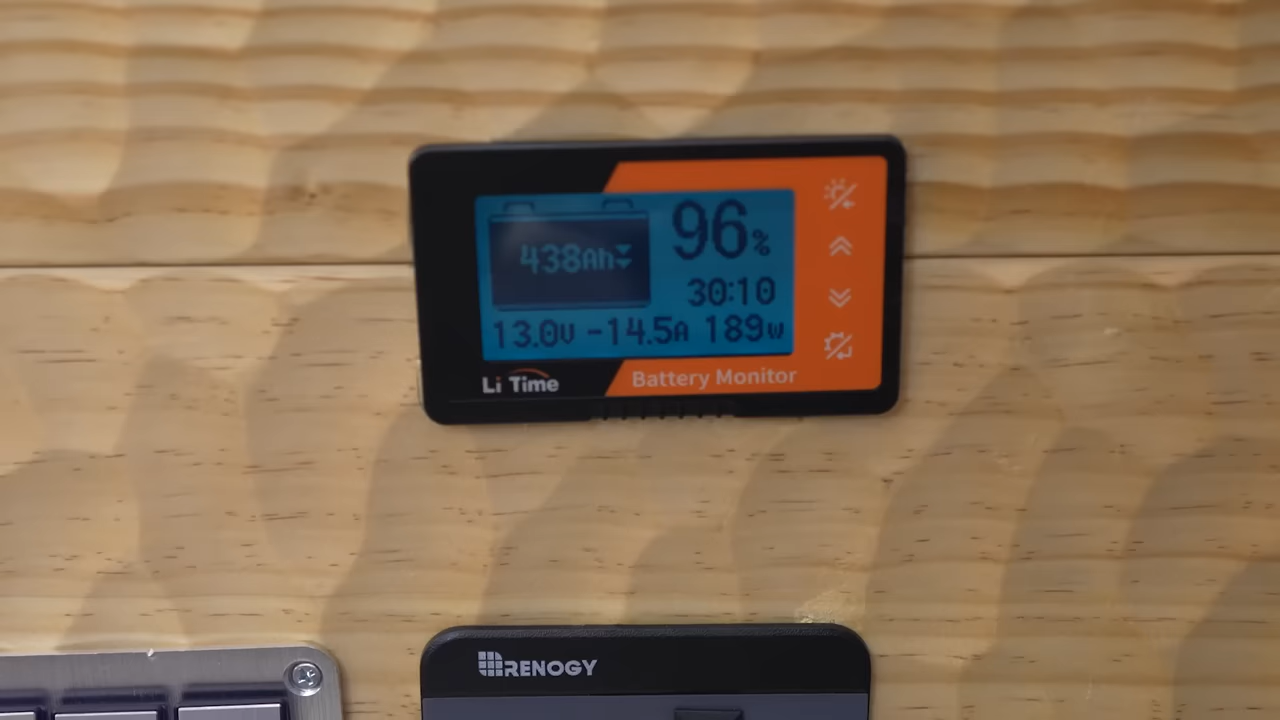 96%
438Ah
30:10
13.0V -14.5A 189W
Li Time
Battery Monitor
RENOGY